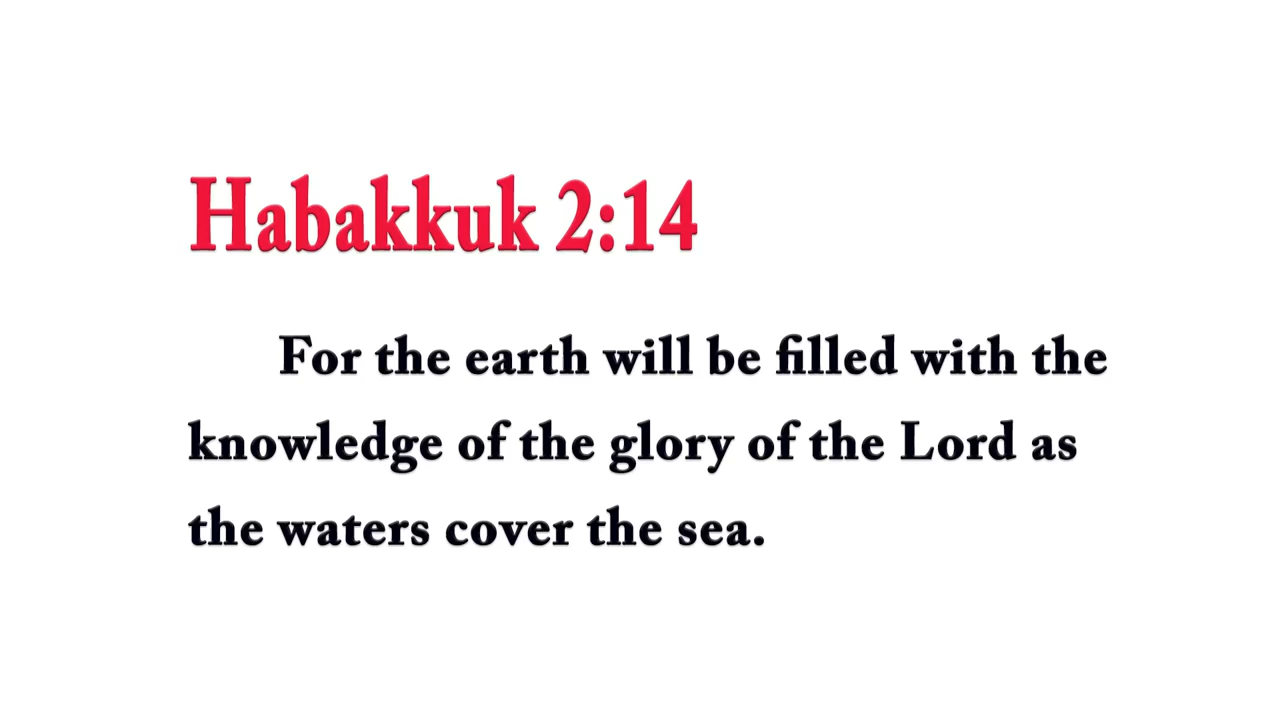 Habakkuk 2:14
For the earth will be filled with the
knowledge of the glory of the Lord as
the waters cover the sea.